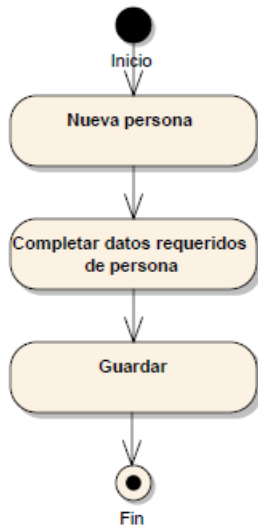 Inicio
Nueva persona
Completar datos requeridos
de persona
Guardar
Fin